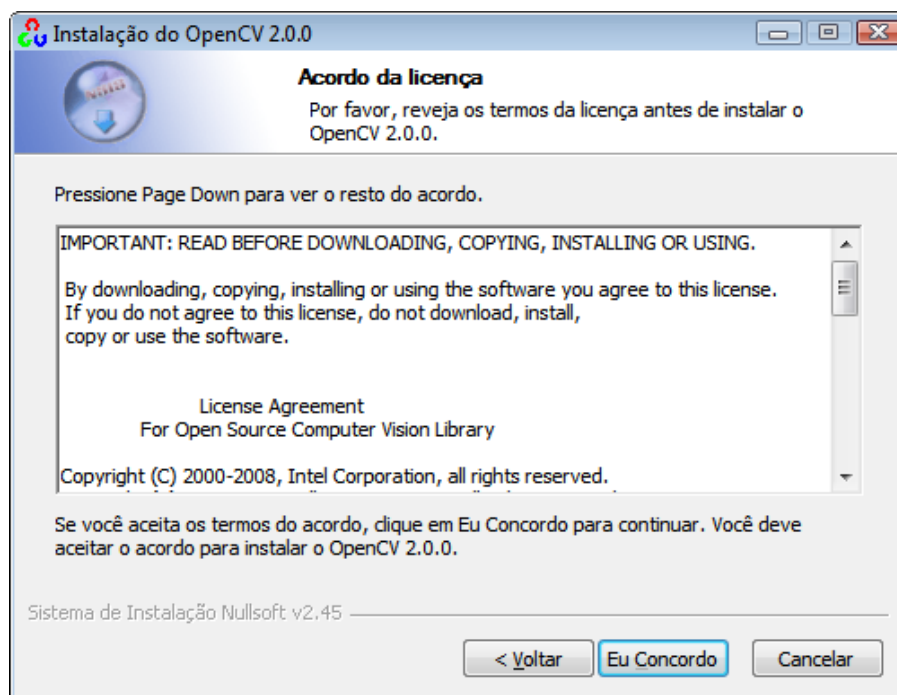 Instalação do OpenCV 2.0.0
Acordo da licença
Por favor, reveja os termos da licença antes de instalar o
OpenCV 2.0.0.
Pressione Page Down para ver o resto do acordo.
IMPORTANT: READ BEFORE DOWNLOADING, COPYING, INSTALLING OR USING.
By downloading, copying, installing or using the software you agree to this license.
If you do not agree to this license, do not download, install,
copy or use the software.
License Agreement
For Open Source Computer Vision Library
Copyright (C) 2000-2008, Intel Corporation, all rights reserved.
Se você aceita os termos do acordo, clique em Eu Concordo para continuar. Você deve
aceitar o acordo para instalar o OpenCV 2.0.0.
Sistema de Instalação Nullsoft v2.45
< Voltar Eu Concordo Cancelar